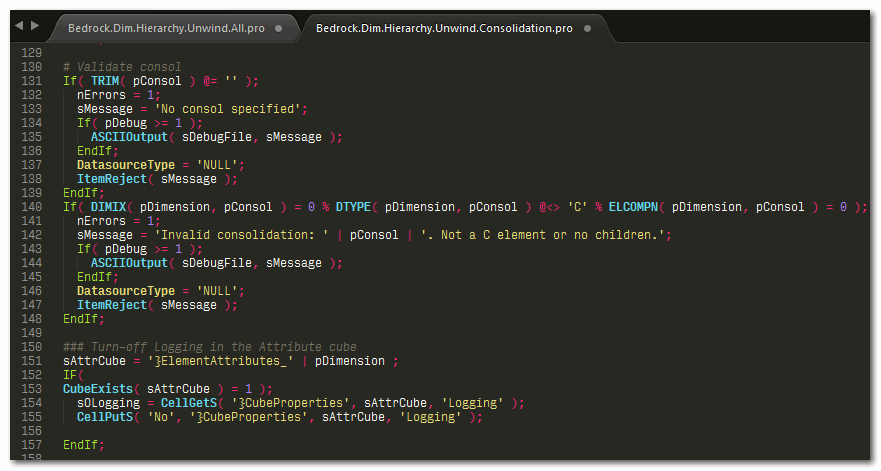 Bedrock.Dim.Hierarchy.Unwind.All.pro
Bedrock.Dim.Hierarchy.Unwind.Consolidation.pro
129
130 # Validate consol
131 If( TRIM( pConsol ) @= '' );
132 nErrors = 1;
133 sMessage = 'No consol specified';
134 If( pDebug >= 1 );
135 ASCIIOutput( sDebugFile, sMessage );
136 EndIf;
137 DatasourceType = 'NULL';
138 ItemReject( sMessage );
139 EndIf;
140 If( DIMIX( pDimension, pConsol ) = 0 % DTYPE( pDimension, pConsol ) @<> 'C' % ELCOMPN( pDimension, pConsol ) = 0 );
141 nErrors = 1;
142 sMessage = 'Invalid consolidation: ' | pConsol | '. Not a C element or no children.';
143 If( pDebug >= 1 );
144 ASCIIOutput( sDebugFile, sMessage );
145 EndIf;
146 DatasourceType = 'NULL';
147 ItemReject( sMessage );
148 EndIf;
149
150 ### Turn-off Logging in the Attribute cube
151 sAttrCube = '}ElementAttributes_' | pDimension ;
152 IF(
153 CubeExists( sAttrCube ) = 1 );
154 sOLogging = CellGetS( '}CubeProperties', sAttrCube, 'Logging' );
155 CellPutS( 'No', '}CubeProperties', sAttrCube, 'Logging' );
156
157 EndIf;
158